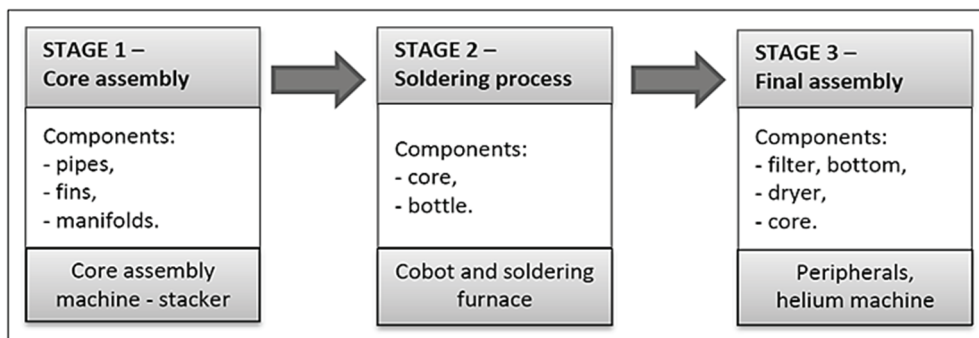 STAGE 1 –
Core assembly
Components:
- pipes,
- fins,
- manifolds.
Core assembly
machine - stacker
STAGE 2 –
Soldering process
Components:
- core,
- bottle.
Cobot and soldering
furnace
STAGE 3 –
Final assembly
Components:
- filter, bottom,
- dryer,
- core.
Peripherals,
helium machine